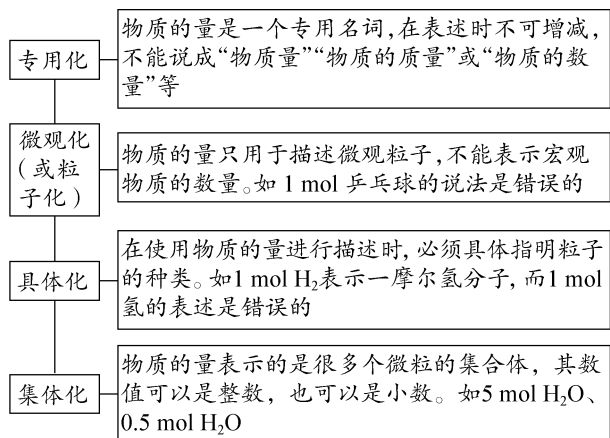 专用化
物质的量是一个专用名词,在表述时不可增减,
不能说成“物质量”“物质的质量”或“物质的数
量”等
微观化
(或粒
子化)
物质的量只用于描述微观粒子,不能表示宏观
物质的数量。如 1 mol 乒乓球的说法是错误的
具体化
在使用物质的量进行描述时,必须具体指明粒子
的种类。如1 mol H₂表示一摩尔氢分子,而1 mol
氢的表述是错误的
集体化
物质的量表示的是很多个微粒的集合体，其数
值可以是整数，也可以是小数。如5 mol H₂O、
0.5 mol H₂O